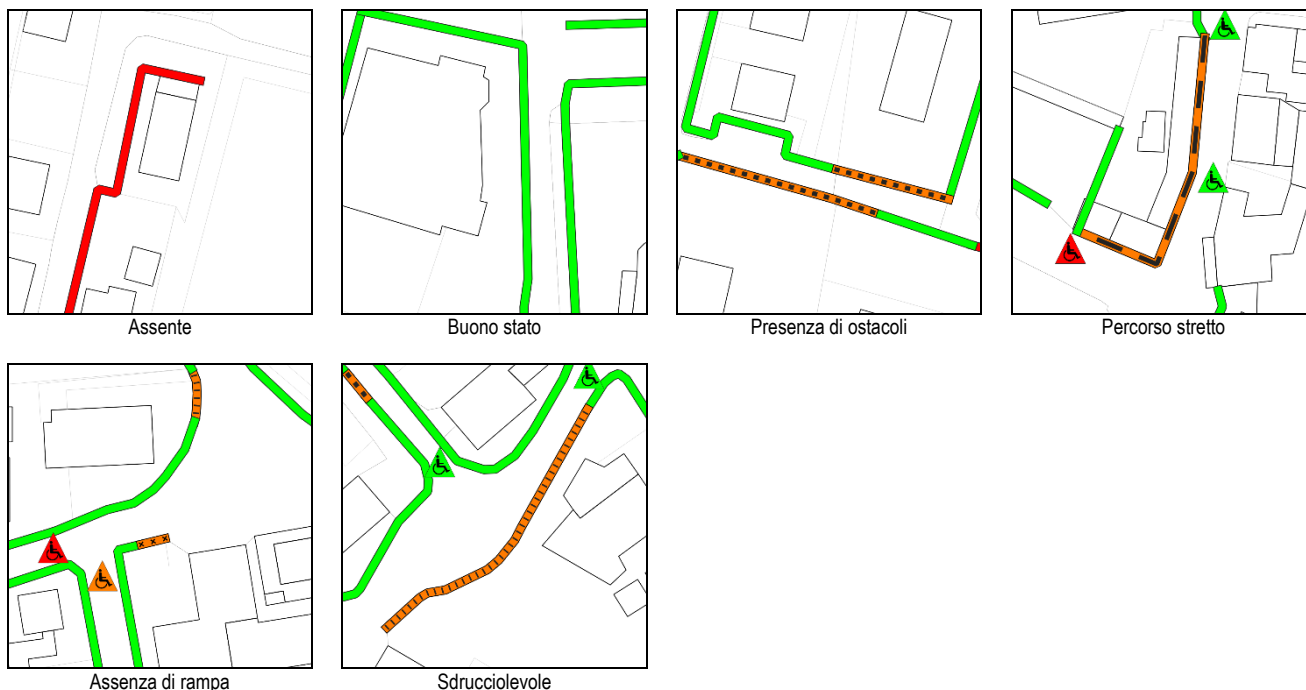 Assente
Buono stato
Presenza di ostacoli
Percorso stretto
Assenza di rampa
Sdrucciolevole